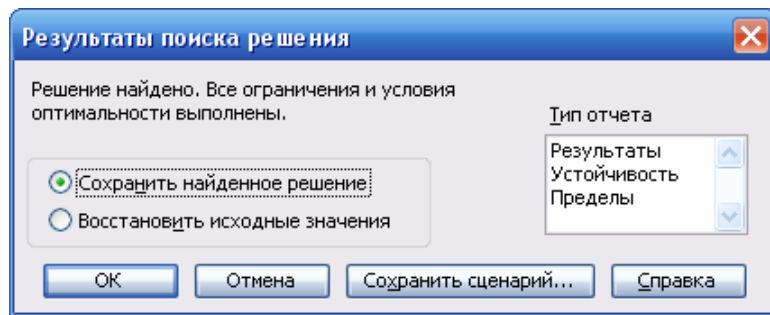 Результаты поиска решения
Решение найдено. Все ограничения и условия
оптимальности выполнены.
Тип отчета
Результаты
Устойчивость
Пределы
Сохранить найденное решение
Восстановить исходные значения
ОК
Отмена
Сохранить сценарий...
Справка